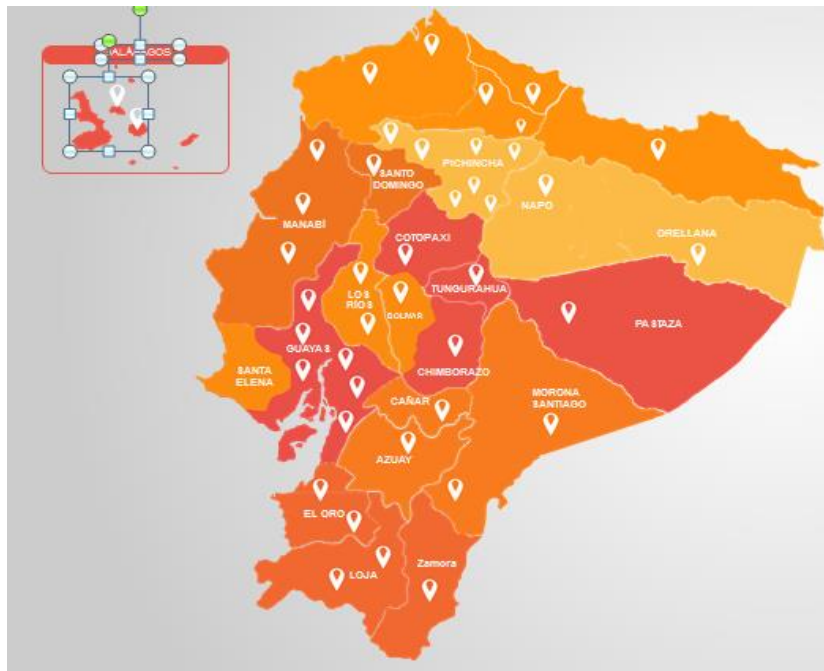 GALÁPAGOS
PICHINCHA
SANTO
DOMINGO
NAPO
MANABÍ
COTOPAXI
ORELLANA
TUNGURAHUA
LOS
RÍOS
BOLIVAR
PASTAZA
GUAYAS
SANTA
ELENA
CHIMBORAZO
MORONA
SANTIAGO
CAÑAR
AZUAY
EL ORO
Zamora
LOJA